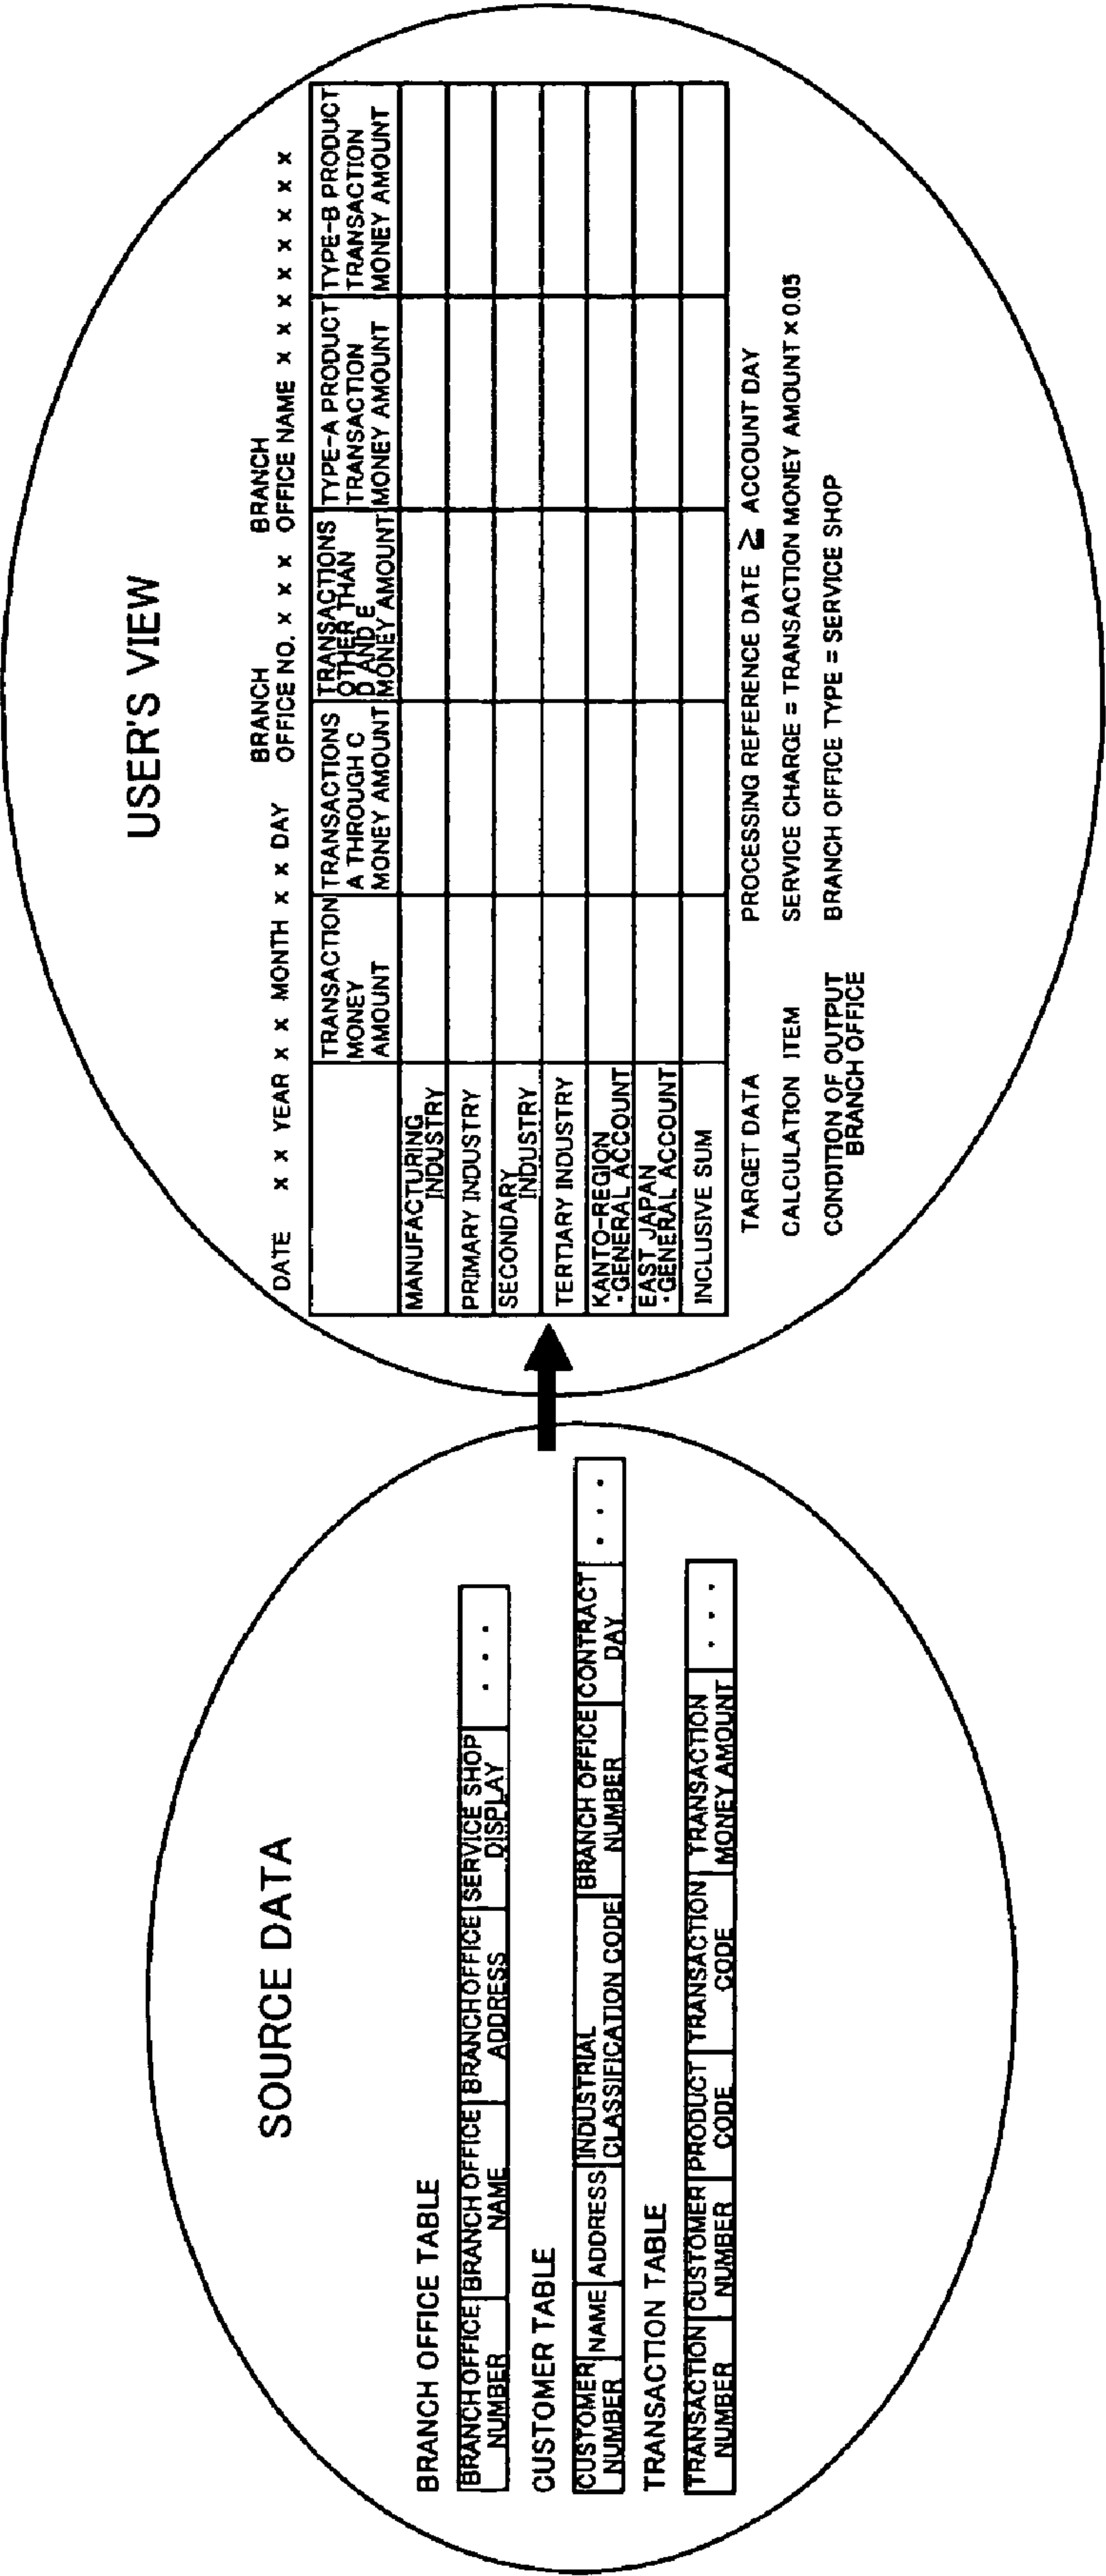 SOURCE DATA
BRANCH OFFICE TABLE
BRANCH OFFICE NUMBER
BRANCH OFFICE NAME
BRANCH OFFICE ADDRESS
SERVICE SHOP DISPLAY
. . .
CUSTOMER TABLE
CUSTOMER NUMBER
NAME
ADDRESS
INDUSTRIAL CLASSIFICATION CODE
BRANCH OFFICE NUMBER
CONTRACT DAY
. . .
TRANSACTION TABLE
TRANSACTION NUMBER
CUSTOMER NUMBER
PRODUCT CODE
TRANSACTION CODE
TRANSACTION MONEY AMOUNT
. . .
USER'S VIEW
BRANCH BRANCH
DATE x x YEAR x x MONTH x x DAY OFFICE NO. x x x OFFICE NAME x x x x x x x x
TRANSACTION MONEY AMOUNT
TRANSACTIONS A THROUGH C MONEY AMOUNT
TRANSACTIONS OTHER THAN D AND E MONEY AMOUNT
TYPE-A PRODUCT TRANSACTION MONEY AMOUNT
TYPE-B PRODUCT TRANSACTION MONEY AMOUNT
MANUFACTURING INDUSTRY
PRIMARY INDUSTRY
SECONDARY INDUSTRY
TERTIARY INDUSTRY
KANTO-REGION · GENERAL ACCOUNT
EAST JAPAN · GENERAL ACCOUNT
INCLUSIVE SUM
TARGET DATA PROCESSING REFERENCE DATE ≧ ACCOUNT DAY
CALCULATION ITEM SERVICE CHARGE = TRANSACTION MONEY AMOUNT × 0.05
CONDITION OF OUTPUT BRANCH OFFICE TYPE = SERVICE SHOP
BRANCH OFFICE